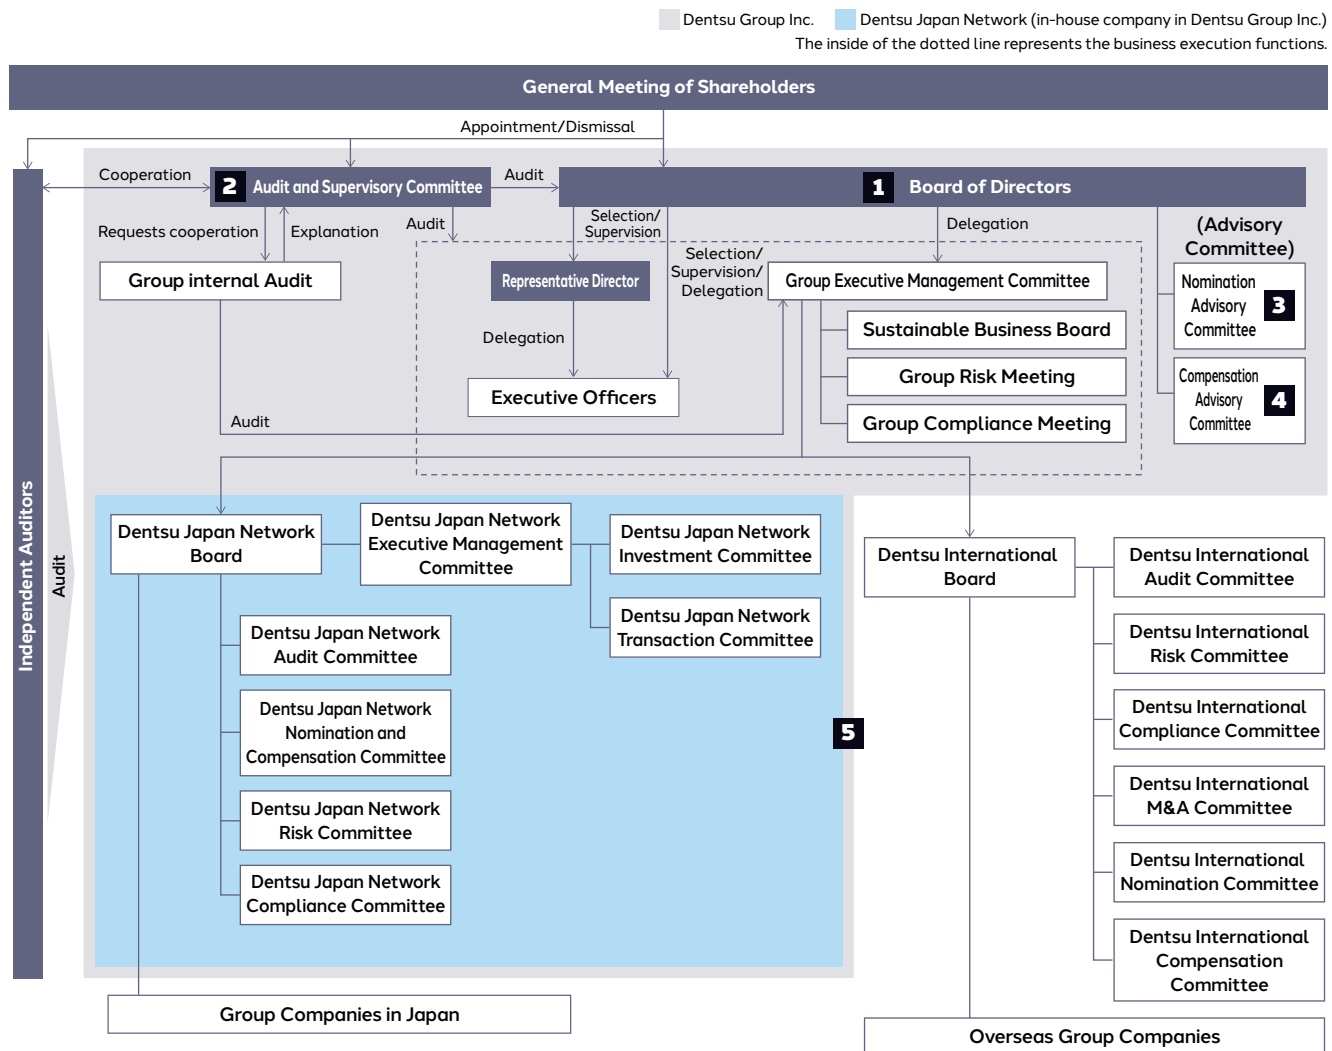 Dentsu Group Inc.
Dentsu Japan Network (in-house company in Dentsu Group Inc.)
The inside of the dotted line represents the business execution functions.
General Meeting of Shareholders
Appointment/Dismissal
Independent Auditors
Audit
Cooperation
2 Audit and Supervisory Committee
Audit
1 Board of Directors
Requests cooperation
Explanation
Audit
Selection/
Supervision
Selection/
Supervision/
Delegation
Delegation
(Advisory
Committee)
Group internal Audit
Representative Director
Group Executive Management Committee
Nomination
Advisory
Committee
3
Sustainable Business Board
Delegation
Group Risk Meeting
Compensation
Advisory
Committee
4
Executive Officers
Group Compliance Meeting
Audit
Dentsu Japan Network
Board
Dentsu Japan Network
Executive Management
Committee
Dentsu Japan Network
Investment Committee
Dentsu Japan Network
Transaction Committee
Dentsu Japan Network
Audit Committee
Dentsu Japan Network
Nomination and
Compensation Committee
Dentsu Japan Network
Risk Committee
Dentsu Japan Network
Compliance Committee
5
Dentsu International
Board
Dentsu International
Audit Committee
Dentsu International
Risk Committee
Dentsu International
Compliance Committee
Dentsu International
M&A Committee
Dentsu International
Nomination Committee
Dentsu International
Compensation
Committee
Group Companies in Japan
Overseas Group Companies